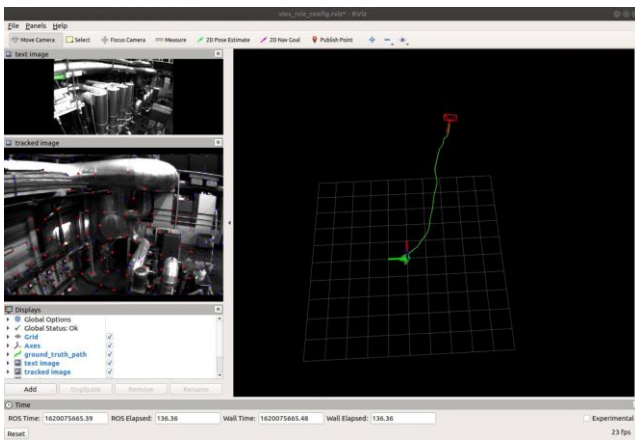 vins_rviz_config.rviz* - RViz
File Panels Help
Move Camera Select Focus Camera Measure 2D Pose Estimate 2D Nav Goal Publish Point
text image
tracked image
Displays
Global Options
Global Status: Ok
Grid
Axes
ground_truth_path
text image
tracked image
Add Duplicate Remove Rename
Time
ROS Time: 1620075665.39 ROS Elapsed: 136.36 Wall Time: 1620075665.48 Wall Elapsed: 136.36 Experimental
Reset 23 fps